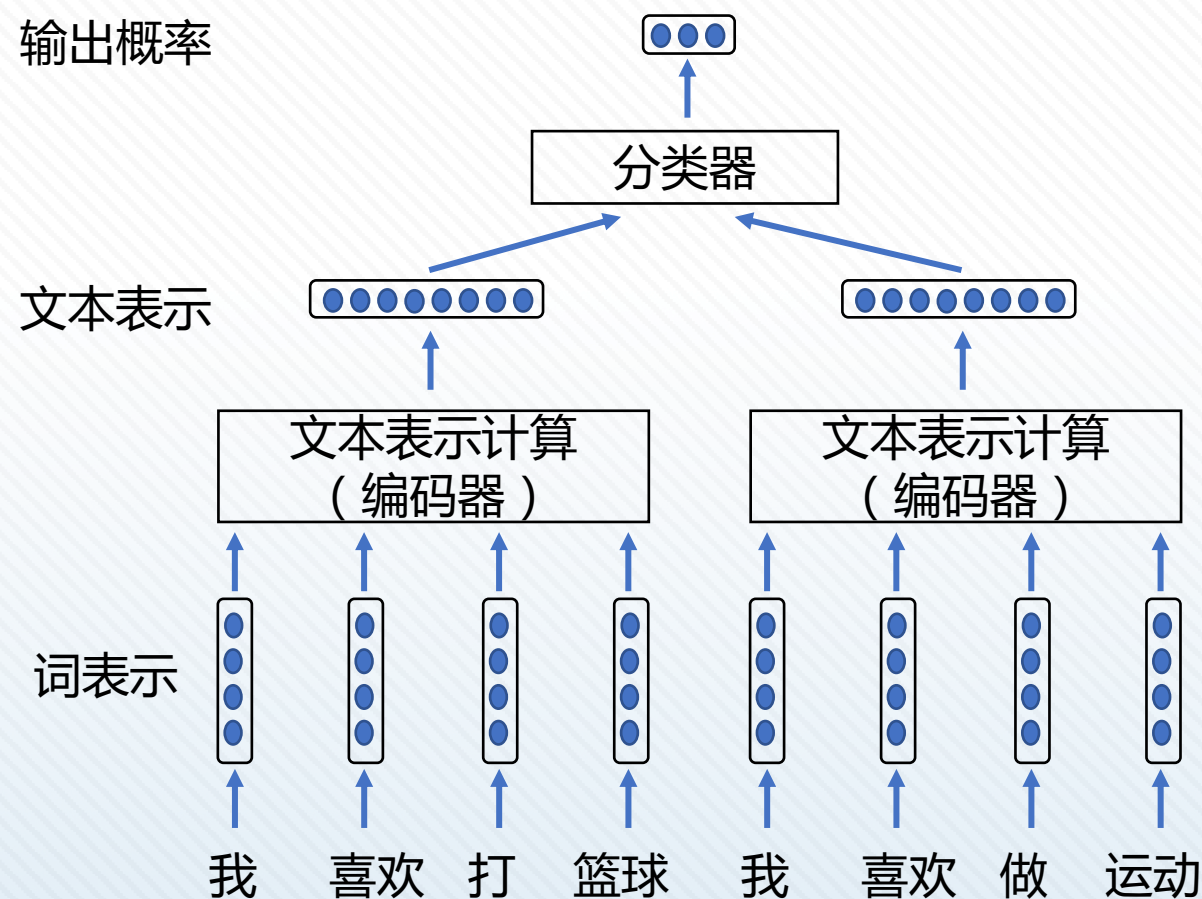 输出概率
分类器
文本表示
文本表示计算 文本表示计算
(编码器) (编码器)
词表示
我 喜欢 打 篮球 我 喜欢 做 运动